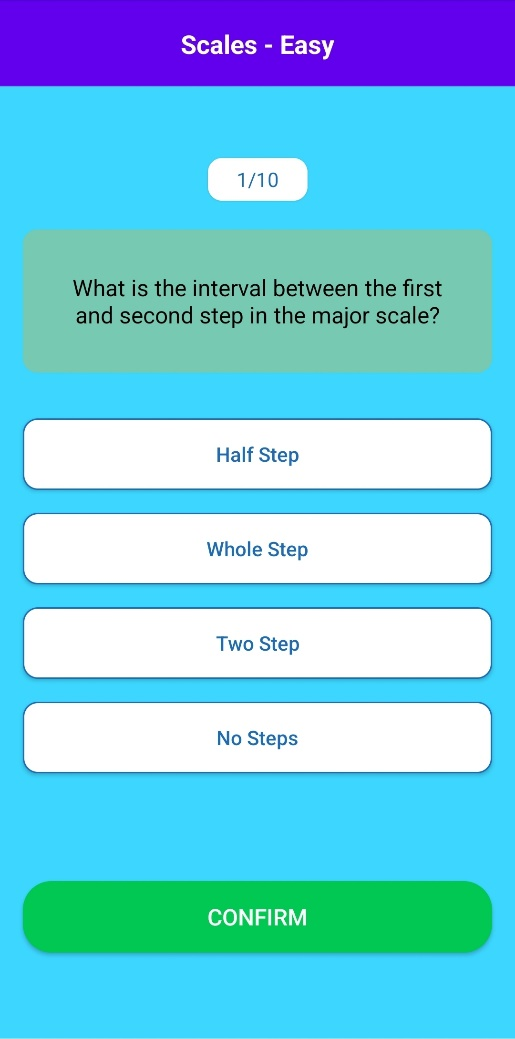 Scales - Easy
1/10
What is the interval between the first
and second step in the major scale?
Half Step
Whole Step
Two Step
No Steps
CONFIRM